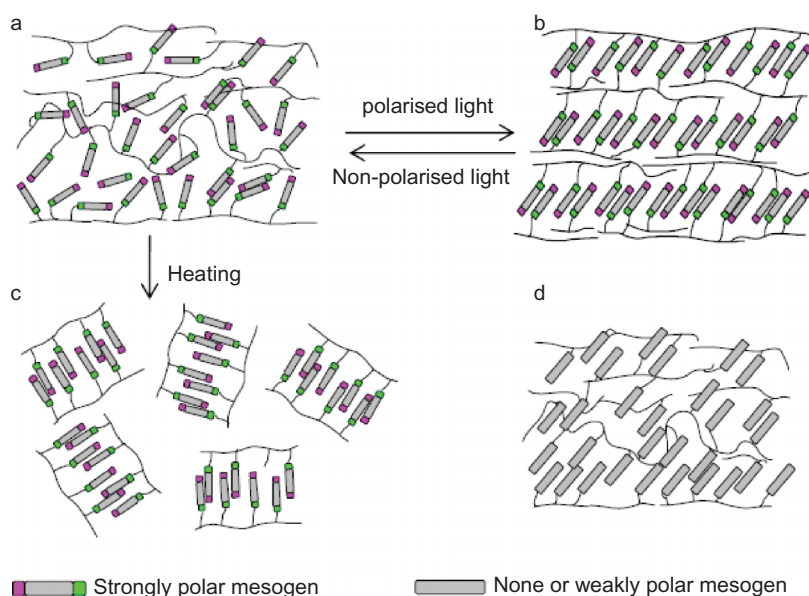 a
b
polarised light
Non-polarised light
Heating
c
d
Strongly polar mesogen
None or weakly polar mesogen